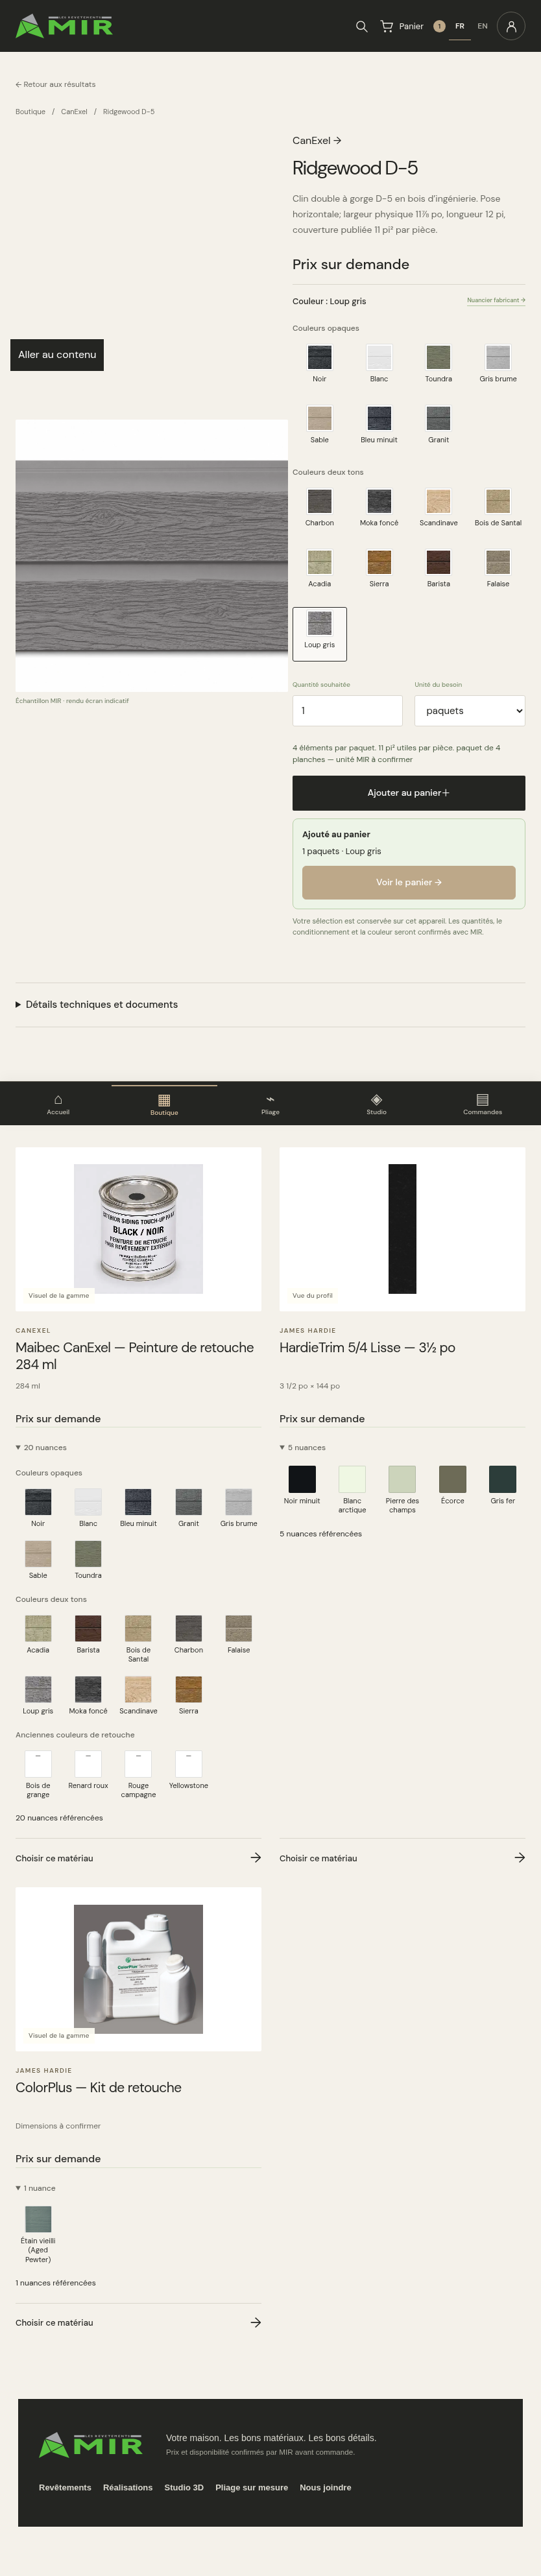 LES REVÊTEMENTS
MIR
Panier
1
FR
EN
← Retour aux résultats
Boutique / CanExel / Ridgewood D-5
CanExel →
Ridgewood D-5
Clin double à gorge D-5 en bois d'ingénierie. Pose
horizontale; largeur physique 11⅞ po, longueur 12 pi,
couverture publiée 11 pi² par pièce.
Prix sur demande
Couleur : Loup gris
Nuancier fabricant →
Aller au contenu
Couleurs opaques
Noir
Blanc
Toundra
Gris brume
Sable
Bleu minuit
Granit
Couleurs deux tons
Charbon
Moka foncé
Scandinave
Bois de Santal
Acadia
Sierra
Barista
Falaise
Loup gris
Échantillon MIR · rendu écran indicatif
Quantité souhaitée
Unité du besoin
1
paquets
4 éléments par paquet. 11 pi² utiles par pièce. paquet de 4
planches — unité MIR à confirmer
Ajouter au panier+
Ajouté au panier
1 paquets · Loup gris
Voir le panier →
Votre sélection est conservée sur cet appareil. Les quantités, le
conditionnement et la couleur seront confirmés avec MIR.
Détails techniques et documents
Accueil
Boutique
Pliage
Studio
Commandes
EXTERIOR SIDING TOUCH-UP PAINT
BLACK / NOIR
PEINTURE DE RETOUCHE
POUR REVÊTEMENT EXTÉRIEUR
Visuel de la gamme
Vue du profil
CANEXEL
Maibec CanExel — Peinture de retouche
284 ml
284 ml
Prix sur demande
20 nuances
Couleurs opaques
Noir
Blanc
Bleu minuit
Granit
Gris brume
Sable
Toundra
Couleurs deux tons
Acadia
Barista
Bois de
Santal
Charbon
Falaise
Loup gris
Moka foncé
Scandinave
Sierra
Anciennes couleurs de retouche
Bois de
grange
Renard roux
Rouge
campagne
Yellowstone
20 nuances référencées
Choisir ce matériau
JAMES HARDIE
HardieTrim 5/4 Lisse — 3½ po
3 1/2 po × 144 po
Prix sur demande
5 nuances
Noir minuit
Blanc
arctique
Pierre des
champs
Écorce
Gris fer
5 nuances référencées
Choisir ce matériau
Visuel de la gamme
JAMES HARDIE
ColorPlus — Kit de retouche
Dimensions à confirmer
Prix sur demande
1 nuance
Étain vieilli
(Aged
Pewter)
1 nuances référencées
Choisir ce matériau
LES REVÊTEMENTS
MIR
Votre maison. Les bons matériaux. Les bons détails.
Prix et disponibilité confirmés par MIR avant commande.
Revêtements
Réalisations
Studio 3D
Pliage sur mesure
Nous joindre